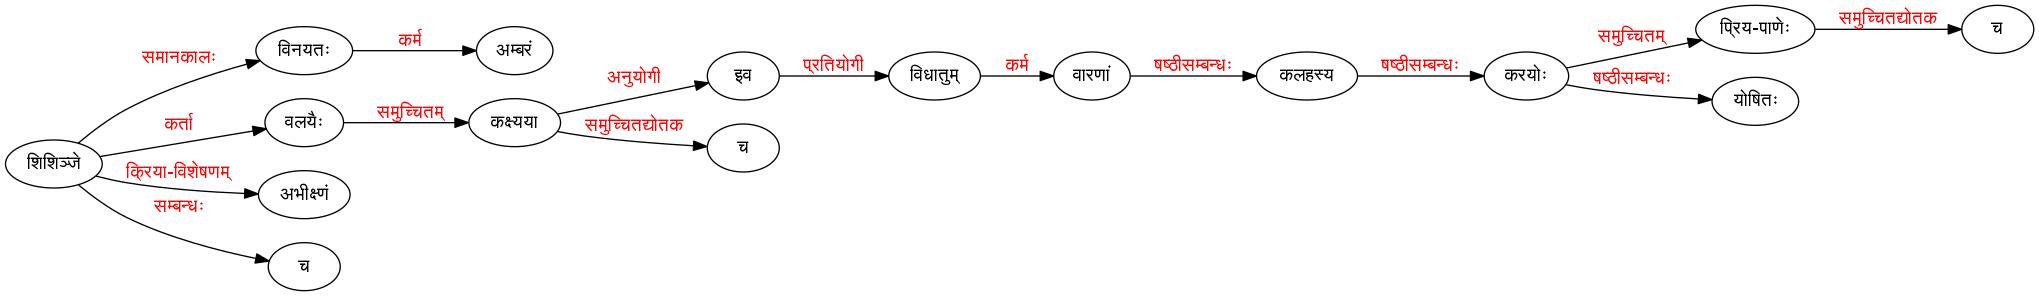 समानकालः
विनयतः
कर्म
अम्बरं
शिशिञ्जे
कर्ता
वलयैः
समुच्चितम्
कक्ष्यया
अनुयोगी
इव
प्रतियोगी
विधातुम्
कर्म
वारणां
षष्ठीसम्बन्धः
कलहस्य
षष्ठीसम्बन्धः
करयोः
समुच्चितम्
प्रिय-पाणेः
समुच्चितद्योतक
च
षष्ठीसम्बन्धः
योषितः
समुच्चितद्योतक
च
क्रिया-विशेषणम्
अभीक्ष्णं
सम्बन्धः
च